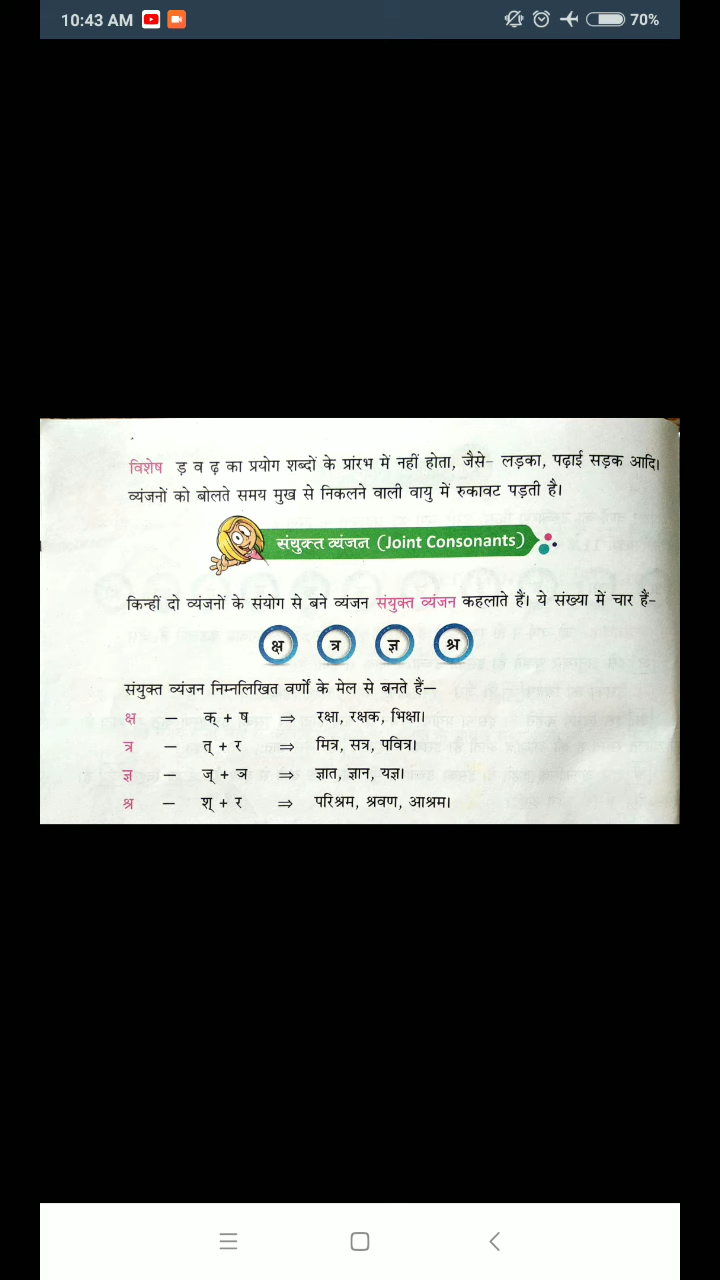 10:43 AM 70%
विशेष ड़ व ढ़ का प्रयोग शब्दों के प्रांरभ में नहीं होता, जैसे- लड़का, पढ़ाई सड़क आदि।
व्यंजनों को बोलते समय मुख से निकलने वाली वायु में रुकावट पड़ती है।
संयुक्त व्यंजन (Joint Consonants)
किन्हीं दो व्यंजनों के संयोग से बने व्यंजन संयुक्त व्यंजन कहलाते हैं। ये संख्या में चार हैं-
क्ष त्र ज्ञ श्र
संयुक्त व्यंजन निम्नलिखित वर्णों के मेल से बनते हैं—
क्ष — क् + ष ⇒ रक्षा, रक्षक, भिक्षा।
त्र — त् + र ⇒ मित्र, सत्र, पवित्र।
ज्ञ — ज् + ञ ⇒ ज्ञात, ज्ञान, यज्ञ।
श्र — श् + र ⇒ परिश्रम, श्रवण, आश्रम।